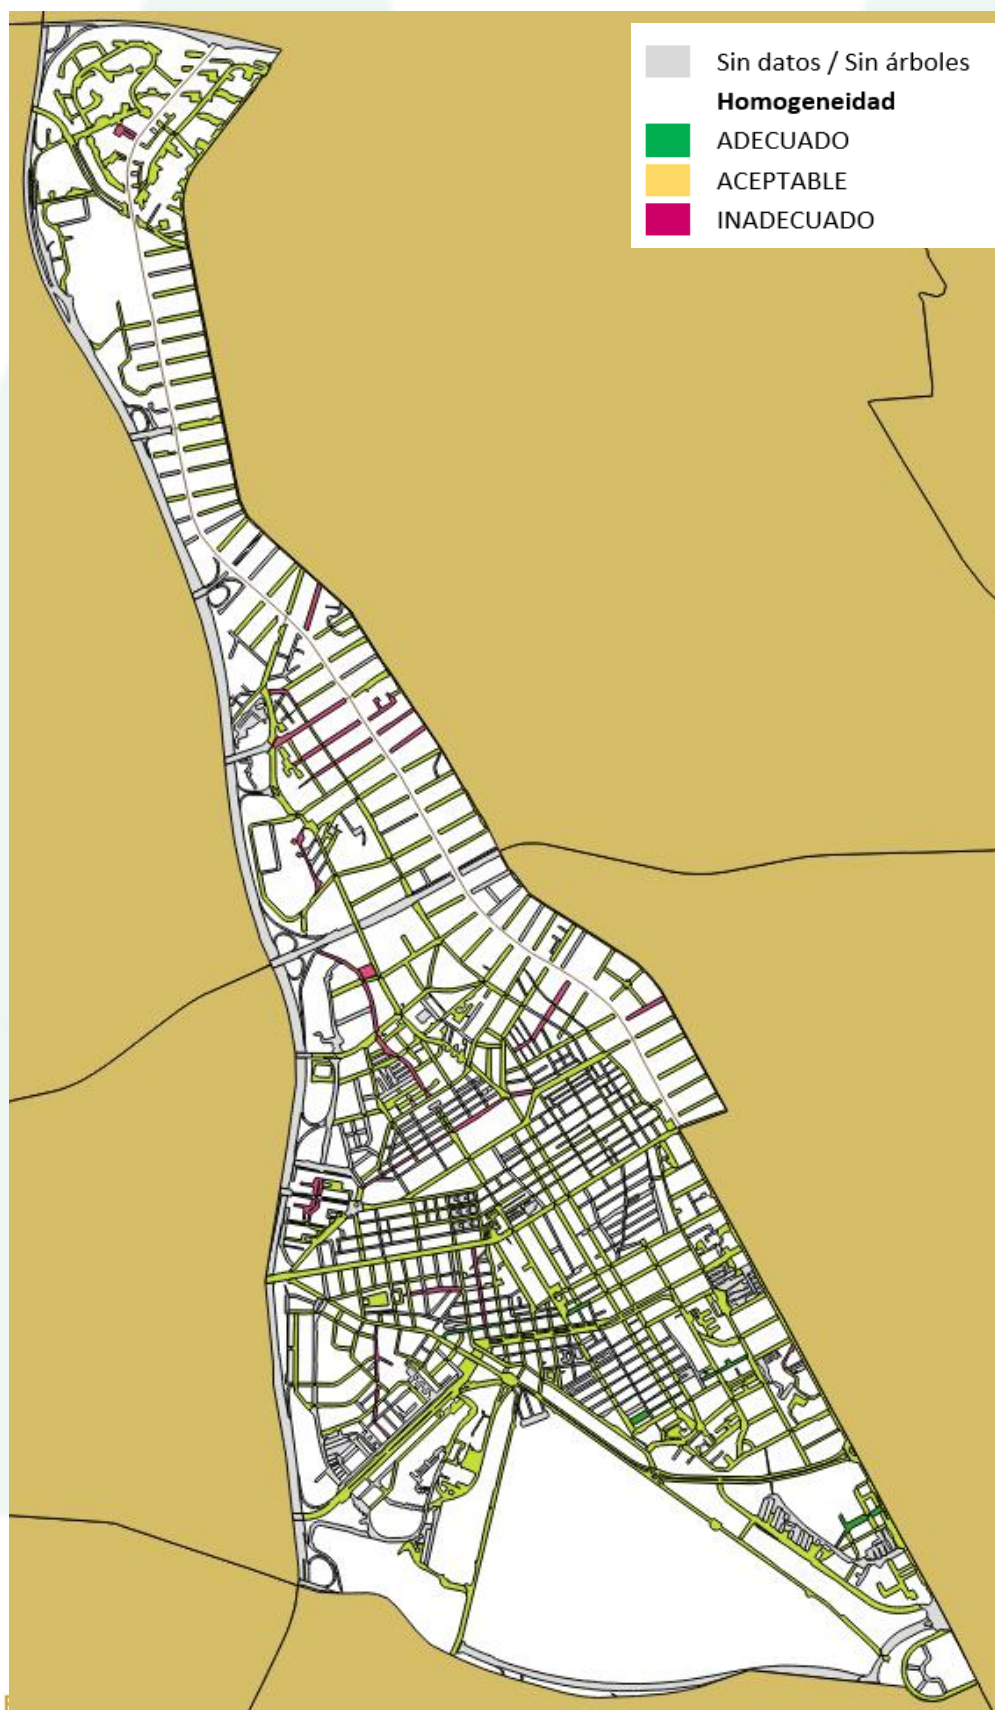 Sin datos / Sin árboles
Homogeneidad
ADECUADO
ACEPTABLE
INADECUADO